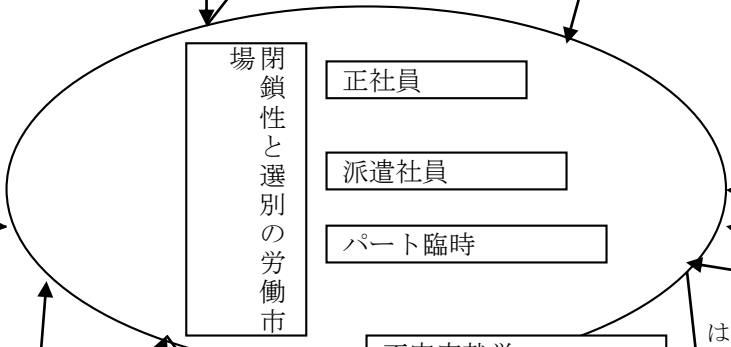 閉鎖性と選別の労働市
場
正社員
派遣社員
パート臨時
は